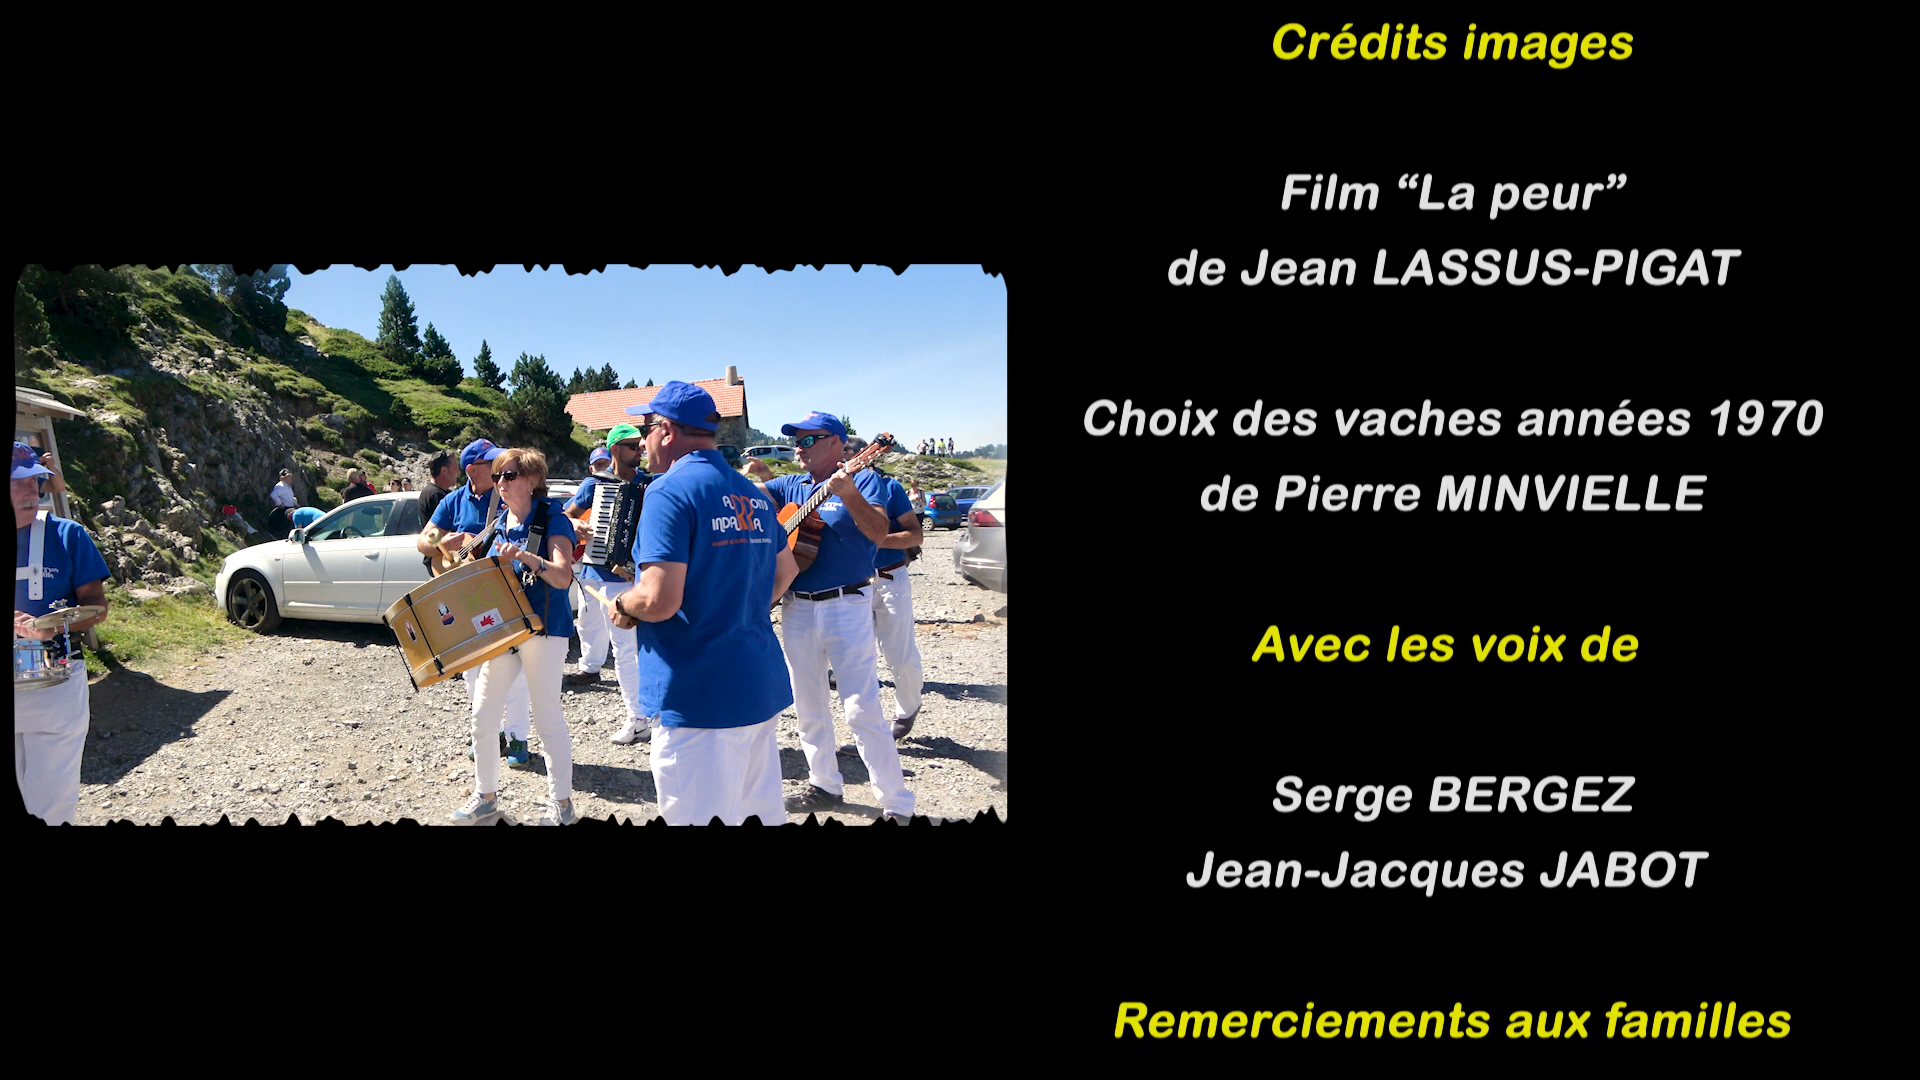 Crédits images
Film “La peur”
de Jean LASSUS-PIGAT
Choix des vaches années 1970
de Pierre MINVIELLE
Avec les voix de
Serge BERGEZ
Jean-Jacques JABOT
Remerciements aux familles